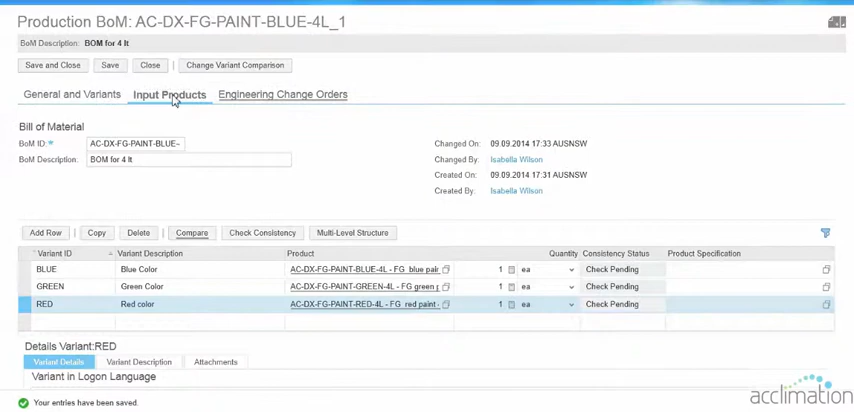 Production BoM: AC-DX-FG-PAINT-BLUE-4L_1
BoM Description: BOM for 4 lt
Save and Close Save Close Change Variant Comparison
General and Variants Input Products Engineering Change Orders
Bill of Material
BoM ID: * AC-DX-FG-PAINT-BLUE- Changed On: 09.09.2014 17:33 AUSNSW
BoM Description: BOM for 4 lt Changed By: Isabella Wilson
Created On: 09.09.2014 17:31 AUSNSW
Created By: Isabella Wilson
Add Row Copy Delete Compare Check Consistency Multi-Level Structure
Variant ID Variant Description Product Quantity Consistency Status Product Specification
BLUE Blue Color AC-DX-FG-PAINT-BLUE-4L - FG blue pair 1 ea Check Pending
GREEN Green Color AC-DX-FG-PAINT-GREEN-4L - FG green p 1 ea Check Pending
RED Red color AC-DX-FG-PAINT-RED-4L - FG red paint - 1 ea Check Pending
Details Variant:RED
Variant Details Variant Description Attachments
Variant in Logon Language
Your entries have been saved.
acclimation